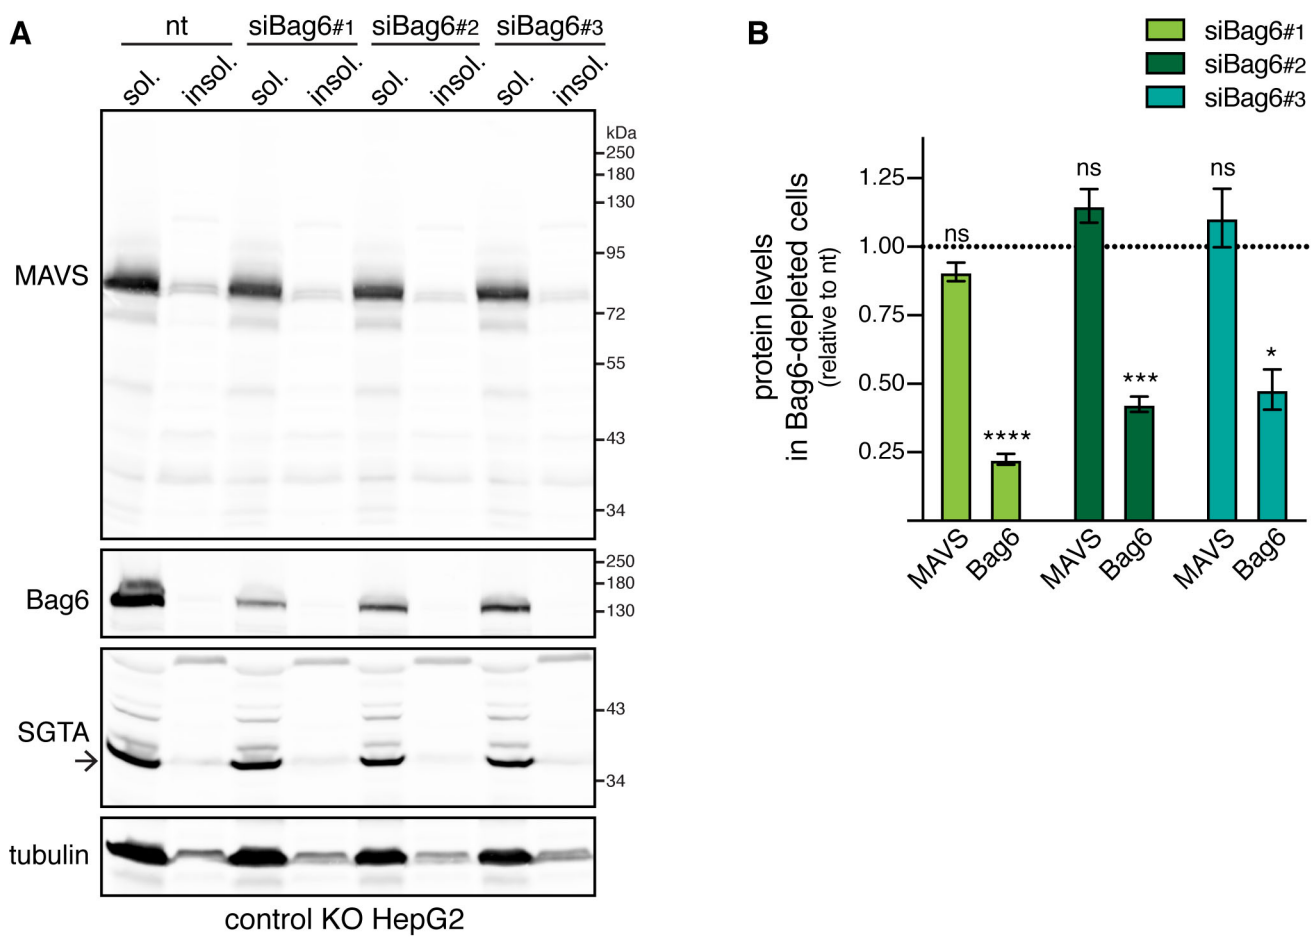 A
nt siBag6#1 siBag6#2 siBag6#3
sol. insol. sol. insol. sol. insol. sol. insol.
kDa
250
180
130
95
MAVS
72
55
43
34
250
180
Bag6
130
43
SGTA
→
34
tubulin
control KO HepG2
B
siBag6#1
siBag6#2
siBag6#3
protein levels
in Bag6-depleted cells
(relative to nt)
1.25
1.00
0.75
0.50
0.25
ns **** ns *** ns *
MAVS Bag6 MAVS Bag6 MAVS Bag6